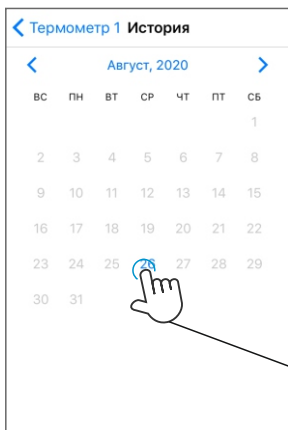 Термометр 1 История
Август, 2020
ВС ПН ВТ СР ЧТ ПТ СБ
1
2 3 4 5 6 7 8
9 10 11 12 13 14 15
16 17 18 19 20 21 22
23 24 25 26 27 28 29
30 31